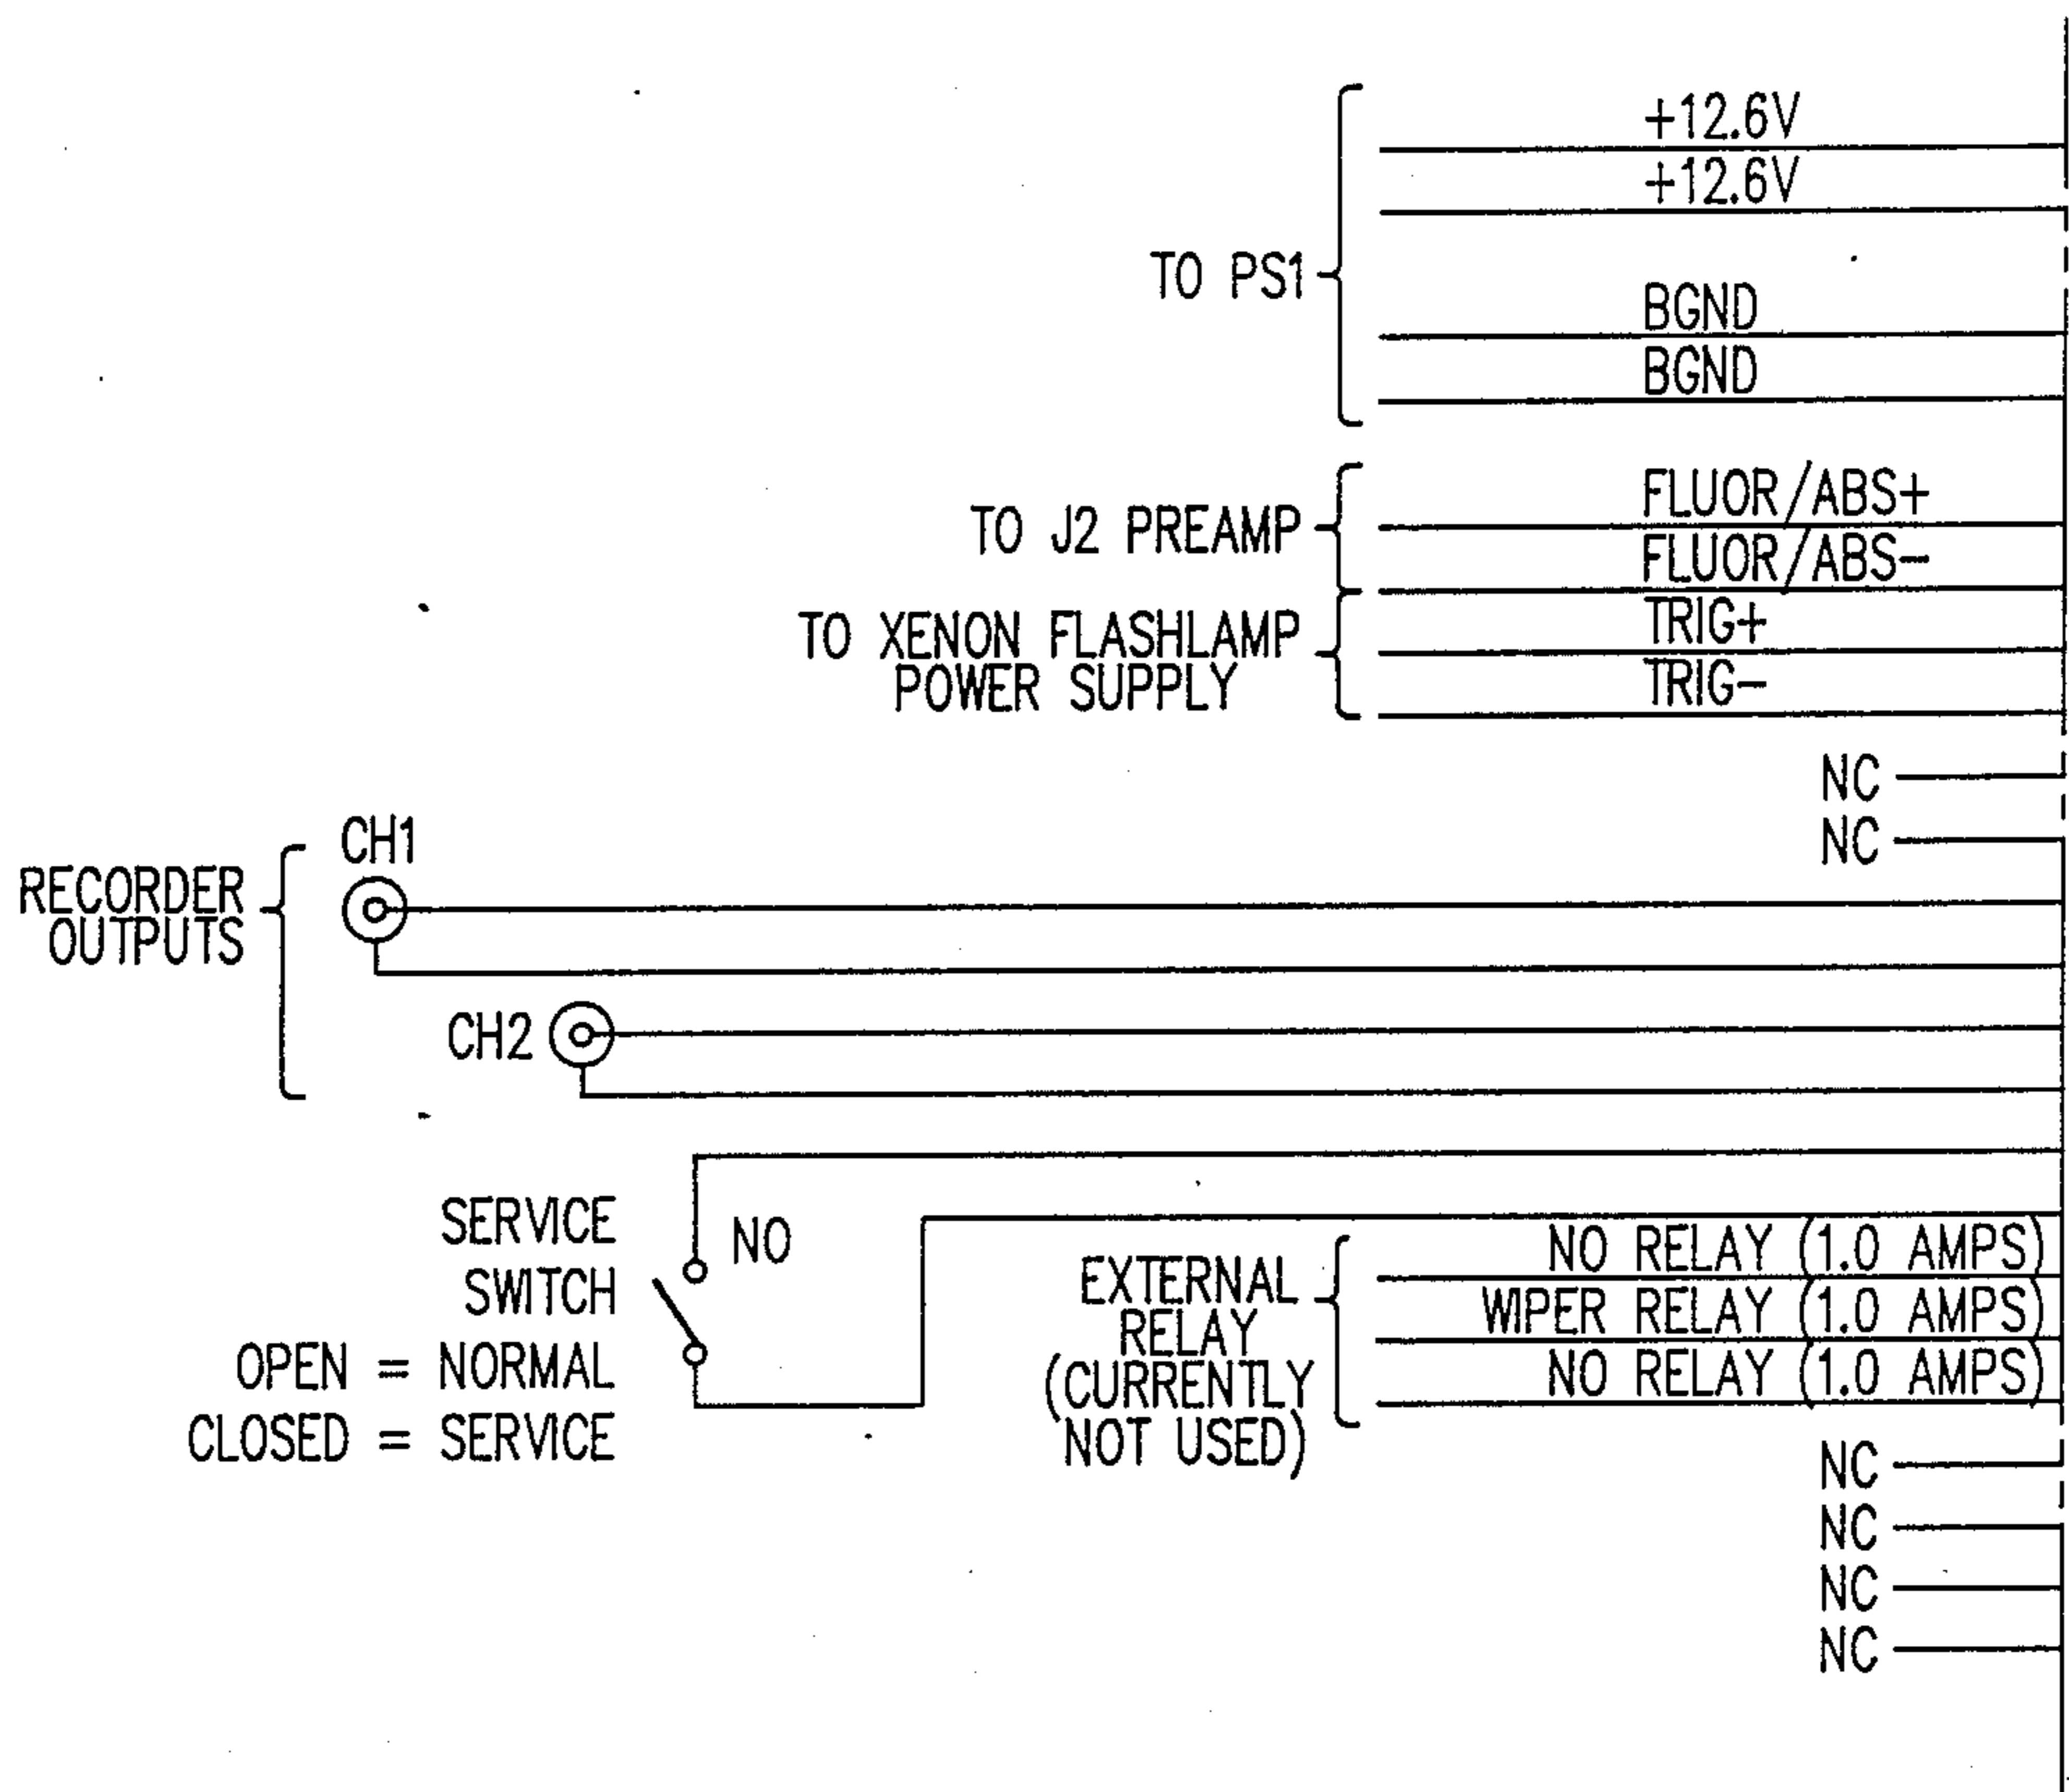 +12.6V
+12.6V
TO PS1
BGND
BGND
FLUOR/ABS+
TO J2 PREAMP
FLUOR/ABS-
TRIG+
TO XENON FLASHLAMP
POWER SUPPLY
TRIG-
NC
NC
CH1
RECORDER
OUTPUTS
CH2
SERVICE
SWITCH
OPEN = NORMAL
CLOSED = SERVICE
NO
EXTERNAL
RELAY
(CURRENTLY
NOT USED)
NO RELAY (1.0 AMPS)
WIPER RELAY (1.0 AMPS)
NO RELAY (1.0 AMPS)
NC
NC
NC
NC